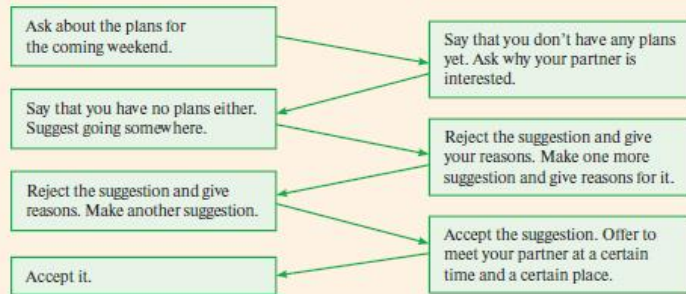 Ask about the plans for
the coming weekend.
Say that you don't have any plans
yet. Ask why your partner is
interested.
Say that you have no plans either.
Suggest going somewhere.
Reject the suggestion and give
your reasons. Make one more
suggestion and give reasons for it.
Reject the suggestion and give
reasons. Make another suggestion.
Accept the suggestion. Offer to
meet your partner at a certain
time and a certain place.
Accept it.